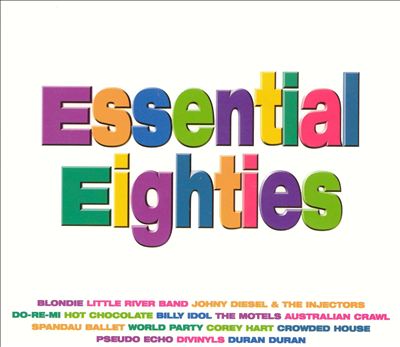 Essential
Eighties
BLONDIE LITTLE RIVER BAND JOHNY DIESEL & THE INJECTORS
DO-RE-MI HOT CHOCOLATE BILLY IDOL THE MOTELS AUSTRALIAN CRAWL
SPANDAU BALLET WORLD PARTY COREY HART CROWDED HOUSE
PSEUDO ECHO DIVINYLS DURAN DURAN